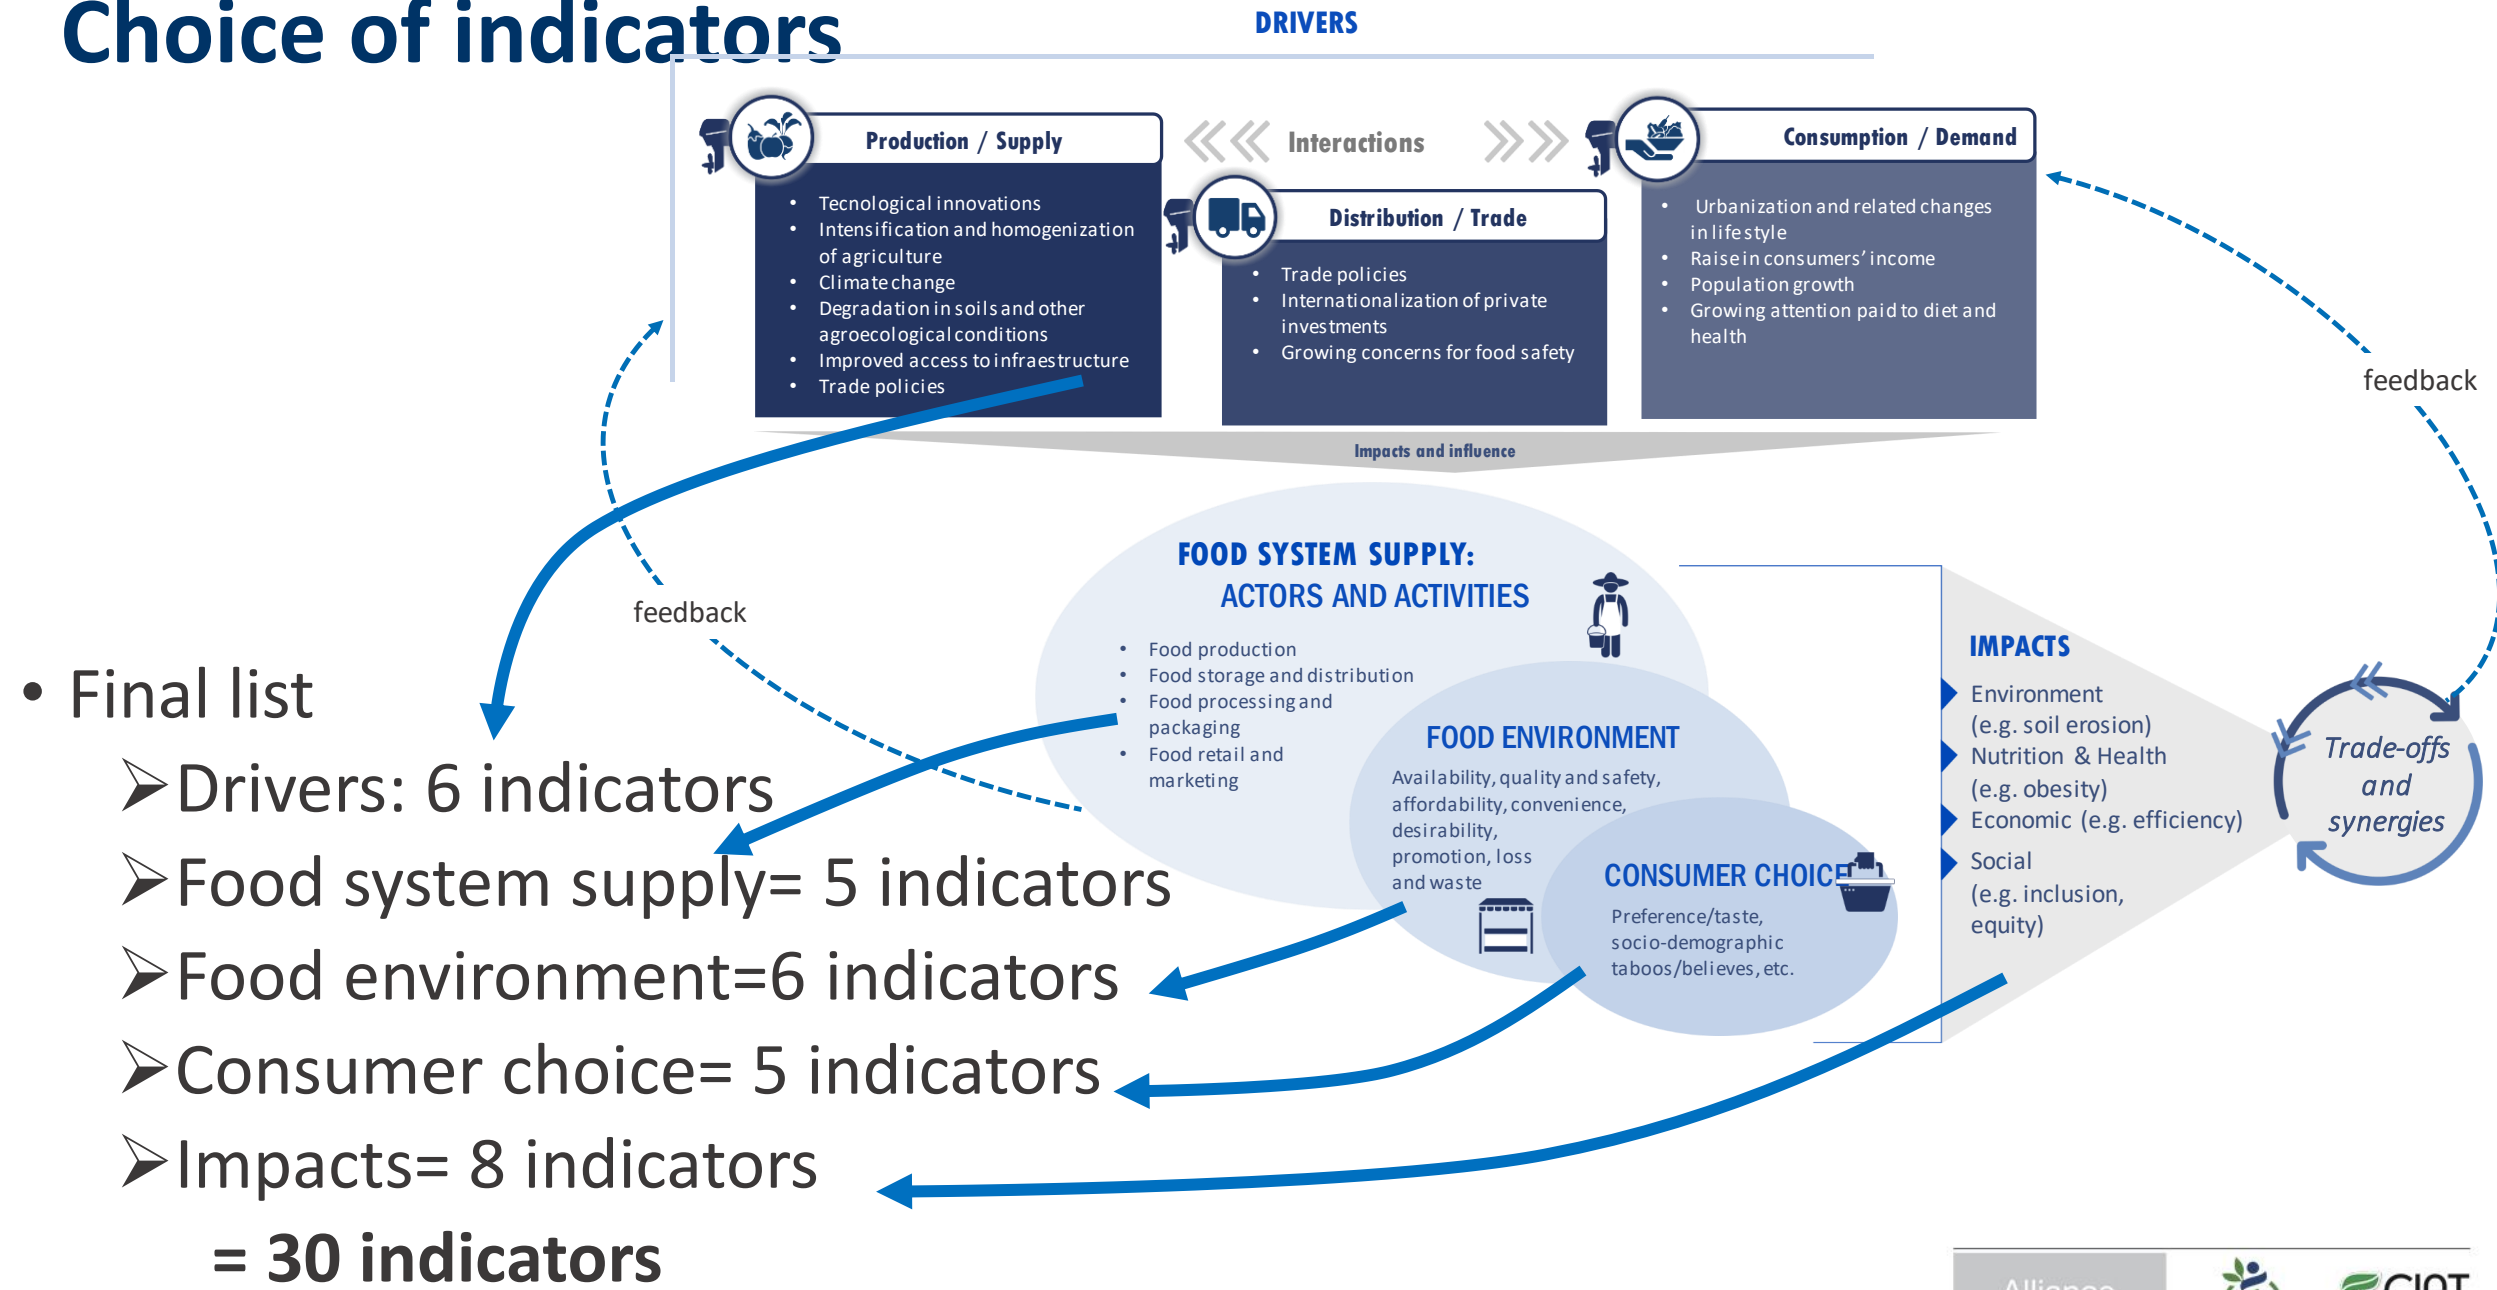 Choice of indicators
DRIVERS
Production / Supply
• Tecnological innovations
• Intensification and homogenization
of agriculture
• Climate change
• Degradation in soils and other
agroecological conditions
• Improved access to infraestructure
• Trade policies
Interactions
Distribution / Trade
• Trade policies
• Internationalization of private
investments
• Growing concerns for food safety
Consumption / Demand
• Urbanization and related changes
in lifestyle
• Raise in consumers' income
• Population growth
• Growing attention paid to diet and
health
feedback
Impacts and influence
feedback
FOOD SYSTEM SUPPLY:
ACTORS AND ACTIVITIES
• Food production
• Food storage and distribution
• Food processing and
packaging
• Food retail and
marketing
FOOD ENVIRONMENT
Availability, quality and safety,
affordability, convenience,
desirability,
promotion, loss
and waste
CONSUMER CHOICE
Preference/taste,
socio-demographic
taboos/believes, etc.
IMPACTS
Environment
(e.g. soil erosion)
Nutrition & Health
(e.g. obesity)
Economic (e.g. efficiency)
Social
(e.g. inclusion,
equity)
Trade-offs
and
synergies
• Final list
➢Drivers: 6 indicators
➢Food system supply= 5 indicators
➢Food environment=6 indicators
➢Consumer choice= 5 indicators
➢Impacts= 8 indicators
= 30 indicators
Alliance
CIAT